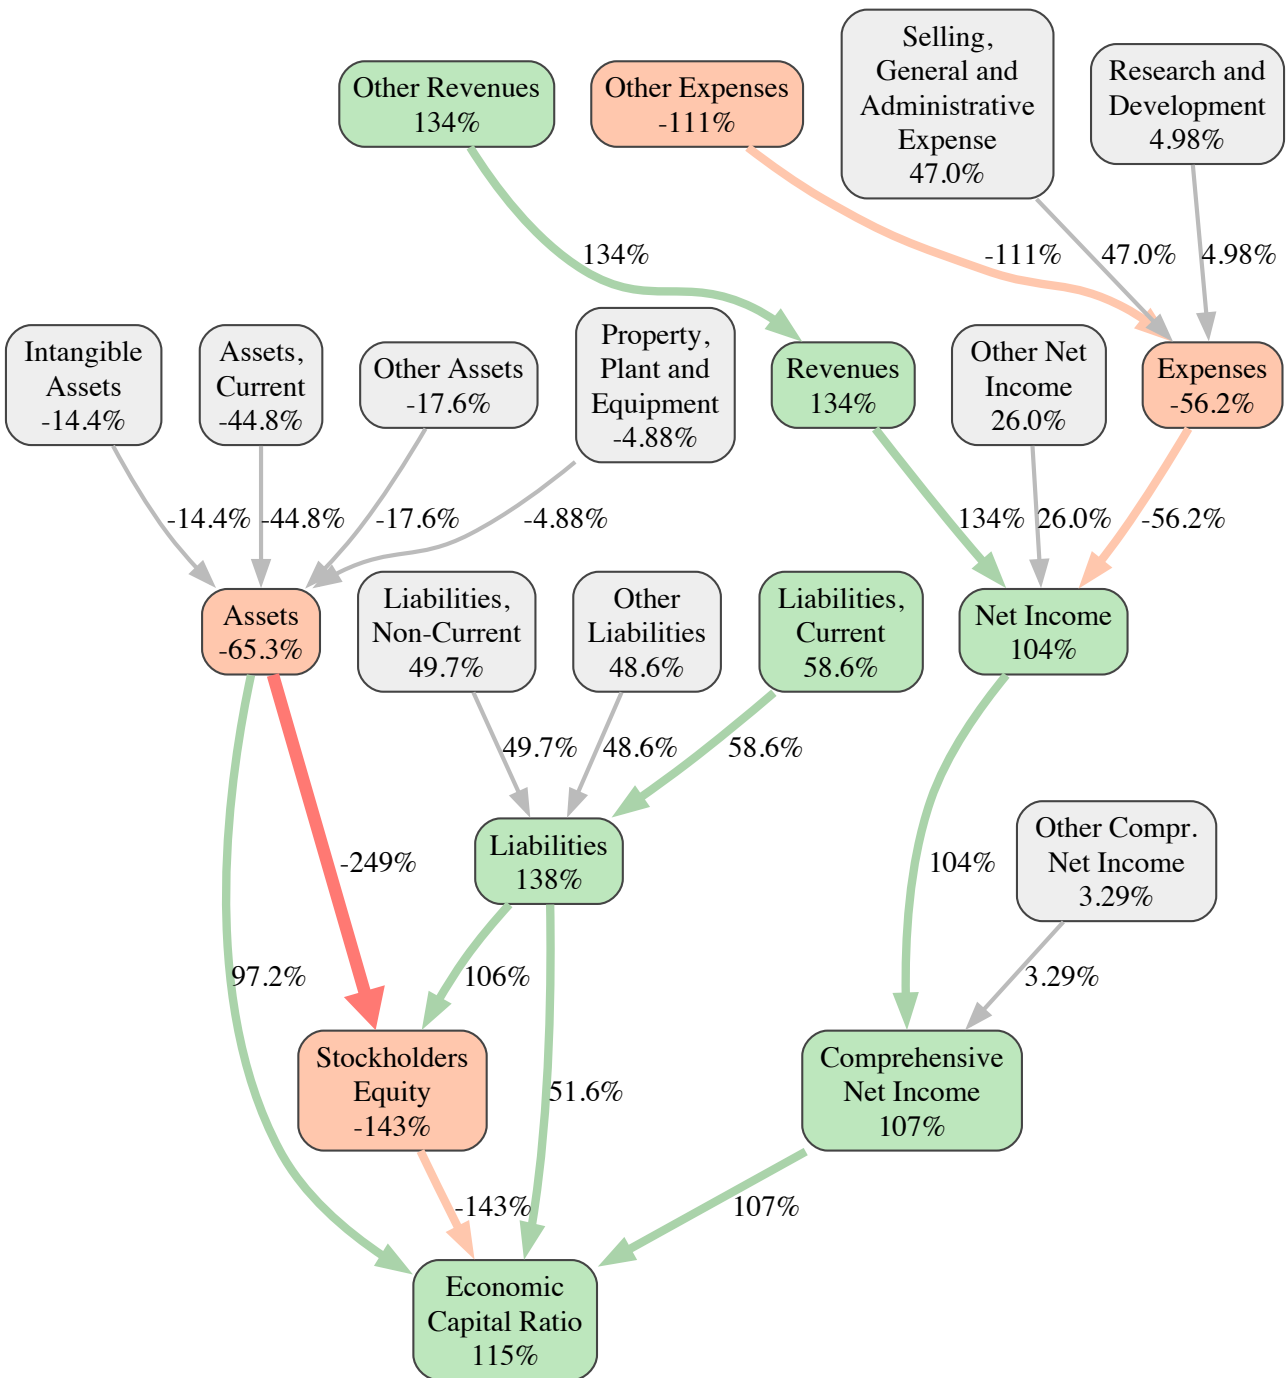 Other Revenues
134%
Other Expenses
-111%
Selling,
General and
Administrative
Expense
47.0%
Research and
Development
4.98%
134%
-111%
47.0%
4.98%
Intangible
Assets
-14.4%
Assets,
Current
-44.8%
Other Assets
-17.6%
Property,
Plant and
Equipment
-4.88%
Revenues
134%
Other Net
Income
26.0%
Expenses
-56.2%
-14.4%
-44.8%
-17.6%
-4.88%
134%
26.0%
-56.2%
Assets
-65.3%
Liabilities,
Non-Current
49.7%
Other
Liabilities
48.6%
Liabilities,
Current
58.6%
Net Income
104%
49.7%
48.6%
58.6%
-249%
Liabilities
138%
104%
Other Compr.
Net Income
3.29%
97.2%
106%
3.29%
Stockholders
Equity
-143%
51.6%
Comprehensive
Net Income
107%
-143%
107%
Economic
Capital Ratio
115%